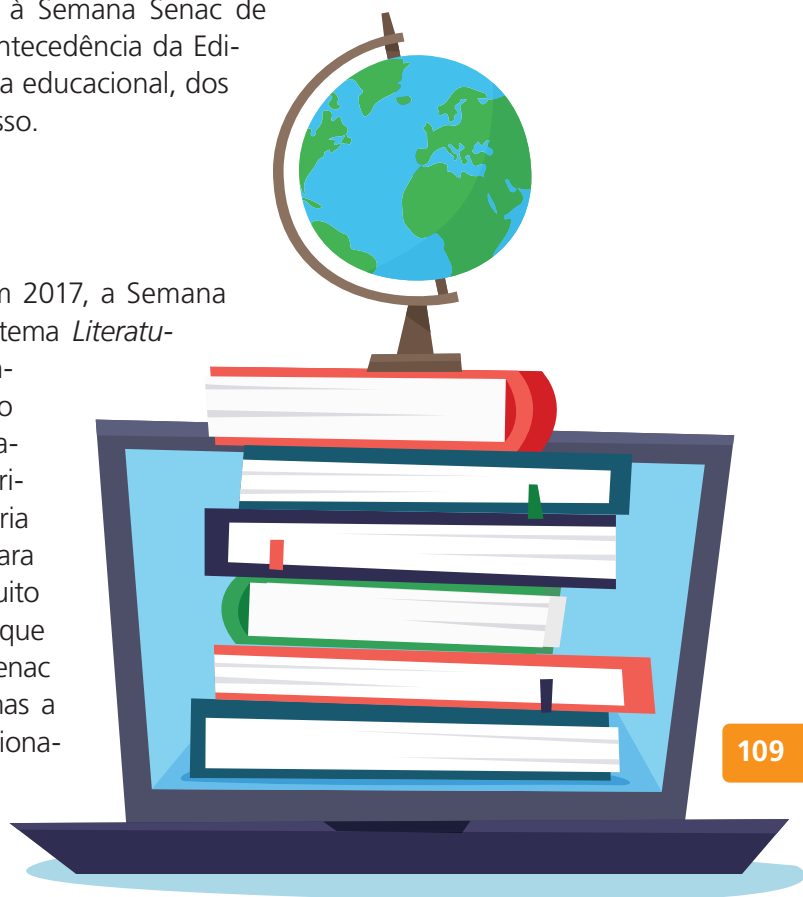 à Semana Senac de
ntecedência da Edi-
a educacional, dos
sso.
m 2017, a Semana
tema Literatu-
o
a-
ri-
ria
ara
uito
que
enac
nas a
iona-
109